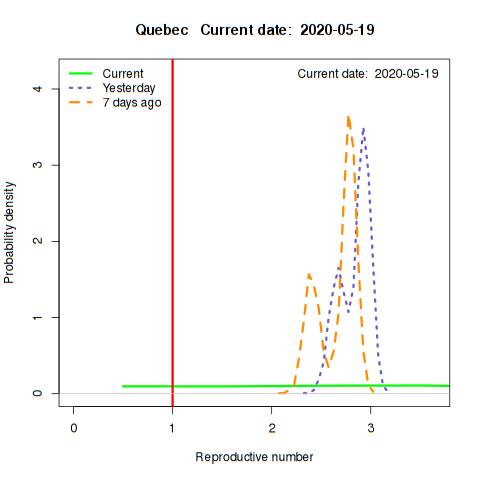 Quebec   Current date:  2020-05-19
Current
Yesterday
7 days ago
Current date:  2020-05-19
Probability density
4
3
2
1
0
0 1 2 3
Reproductive number